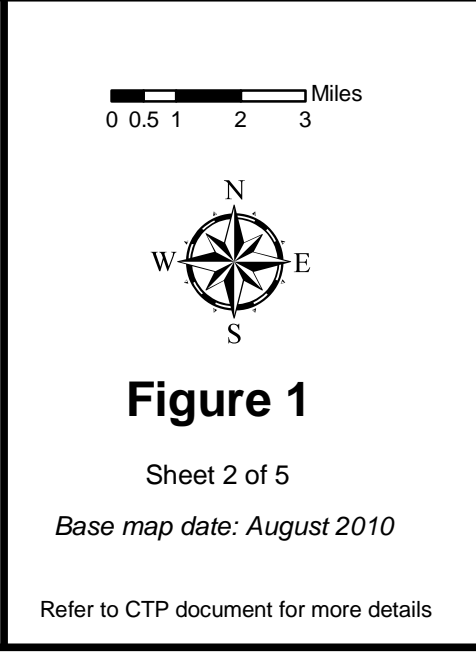 Miles
0 0.5 1 2 3
N
W E
S
Figure 1
Sheet 2 of 5
Base map date: August 2010
Refer to CTP document for more details